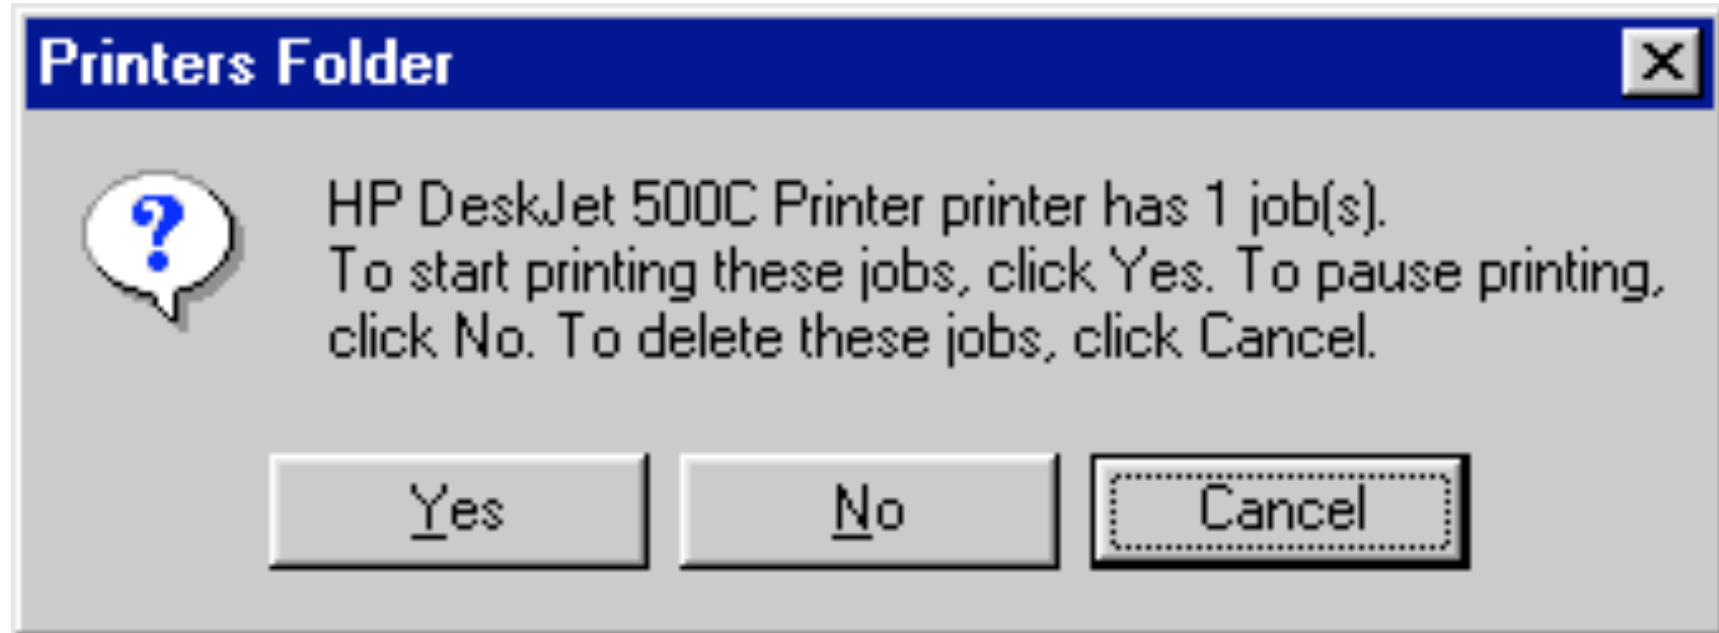 Printers Folder
HP DeskJet 500C Printer printer has 1 job(s).
To start printing these jobs, click Yes. To pause printing,
click No. To delete these jobs, click Cancel.
Yes No Cancel